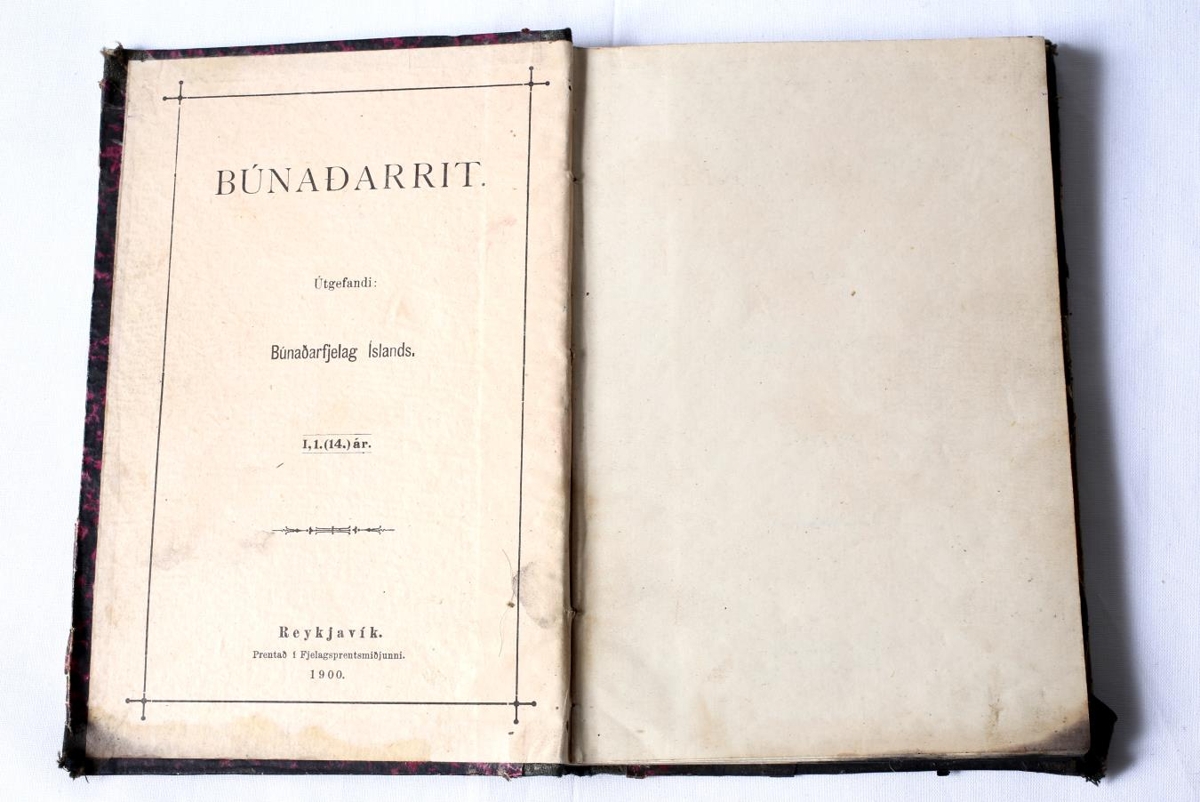 BÚNAÐARRIT.
Útgefandi:
Búnaðarfjelag Íslands.
I, 1. (14.) ár.
Reykjavík.
Prentað í Fjelagsprentsmiðjunni.
1900.